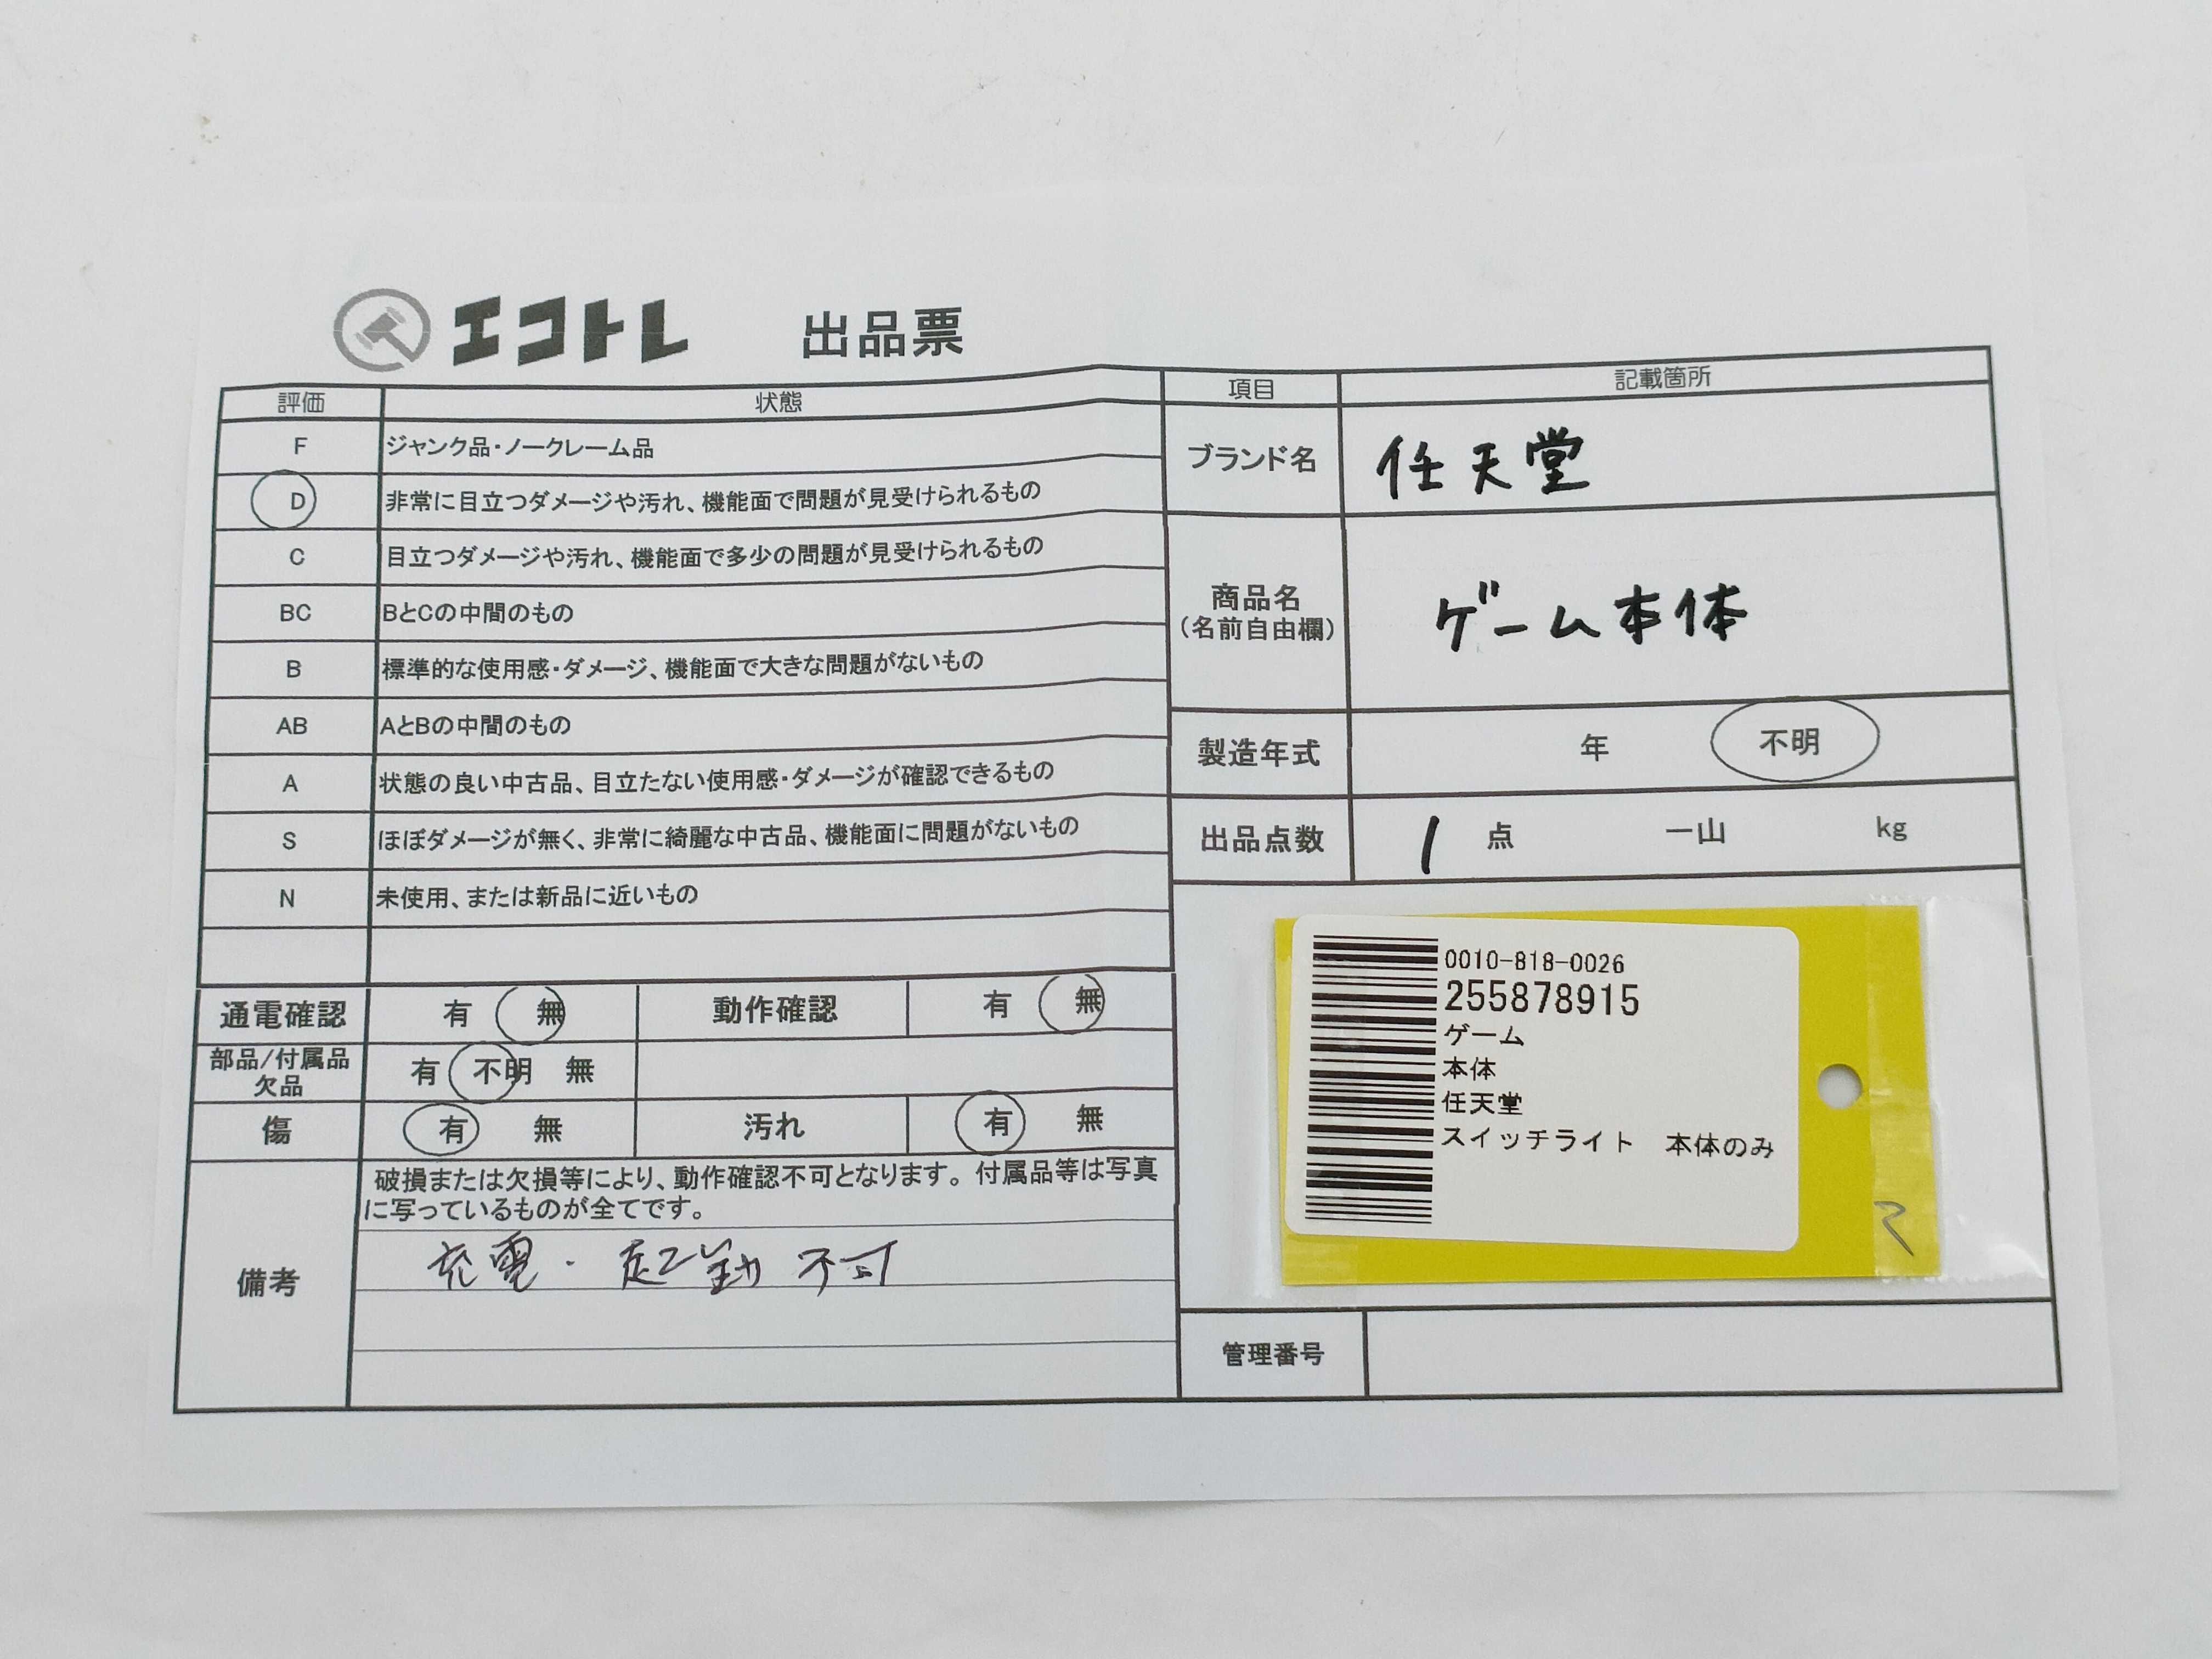 エコトレ 出品票
評価 状態
F ジャンク品・ノークレーム品
D 非常に目立つダメージや汚れ、機能面で問題が見受けられるもの
C 目立つダメージや汚れ、機能面で多少の問題が見受けられるもの
BC BとCの中間のもの
B 標準的な使用感・ダメージ、機能面で大きな問題がないもの
AB AとBの中間のもの
A 状態の良い中古品、目立たない使用感・ダメージが確認できるもの
S ほぼダメージが無く、非常に綺麗な中古品、機能面に問題がないもの
N 未使用、または新品に近いもの
通電確認 有 無 動作確認 有 無
部品/付属品 有 不明 無
欠品
傷 有 無 汚れ 有 無
備考
破損または欠損等により、動作確認不可となります。付属品等は写真
に写っているものが全てです。
充電・起動不可
項目 記載箇所
ブランド名 任天堂
商品名 ゲーム本体
(名前自由欄)
製造年式 年 不明
出品点数 1 点 一山 kg
0010-818-0026
255878915
ゲーム
本体
任天堂
スイッチライト 本体のみ
管理番号